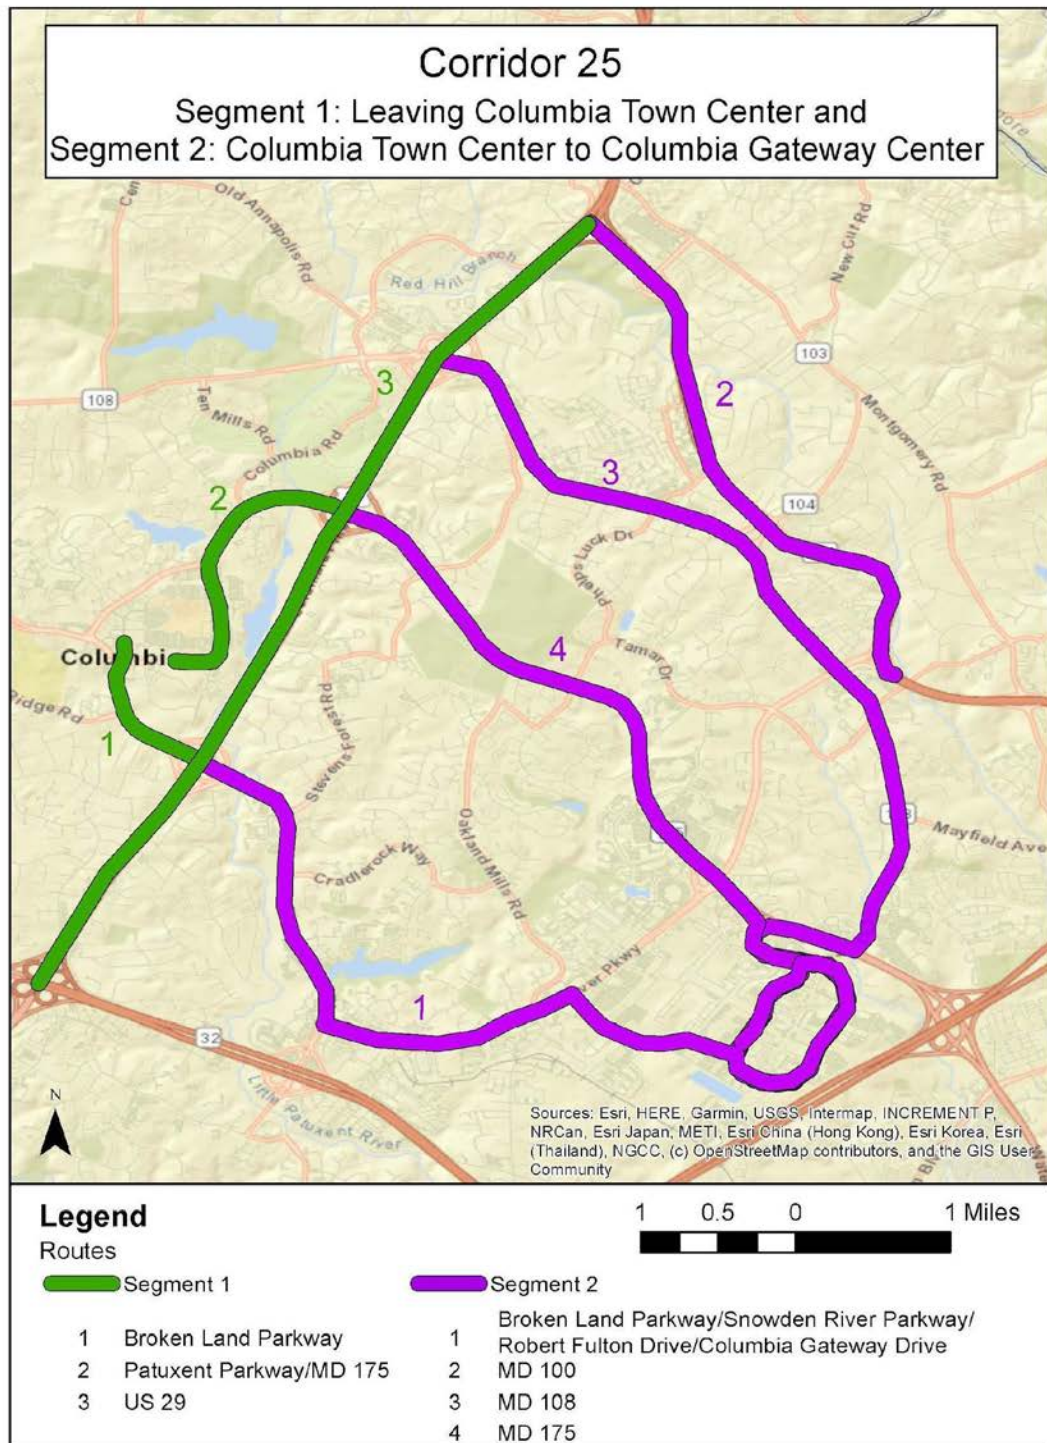 Corridor 25
Segment 1: Leaving Columbia Town Center and
Segment 2: Columbia Town Center to Columbia Gateway Center
Old Annapolis Rd
Red Hill Branch
New Cut Rd
103
108
3
2
Ten Mills Rd
Columbia Rd
Montgomery Rd
2
3
104
Phelps Luck Dr
Columbi
Tamar Dr
4
Ridge Rd
1
Stevens Forest Rd
Oakland Mills Rd
Mayfield Ave
Cradlerock Way
ver Pkwy
1
32
Little Patuxent River
N
Sources: Esri, HERE, Garmin, USGS, Intermap, INCREMENT P,
NRCan, Esri Japan, METI, Esri China (Hong Kong), Esri Korea, Esri
(Thailand), NGCC, (c) OpenStreetMap contributors, and the GIS User
Community
Legend
1 0.5 0 1 Miles
Routes
Segment 1
1 Broken Land Parkway
2 Patuxent Parkway/MD 175
3 US 29
Segment 2
1 Broken Land Parkway/Snowden River Parkway/
Robert Fulton Drive/Columbia Gateway Drive
2 MD 100
3 MD 108
4 MD 175